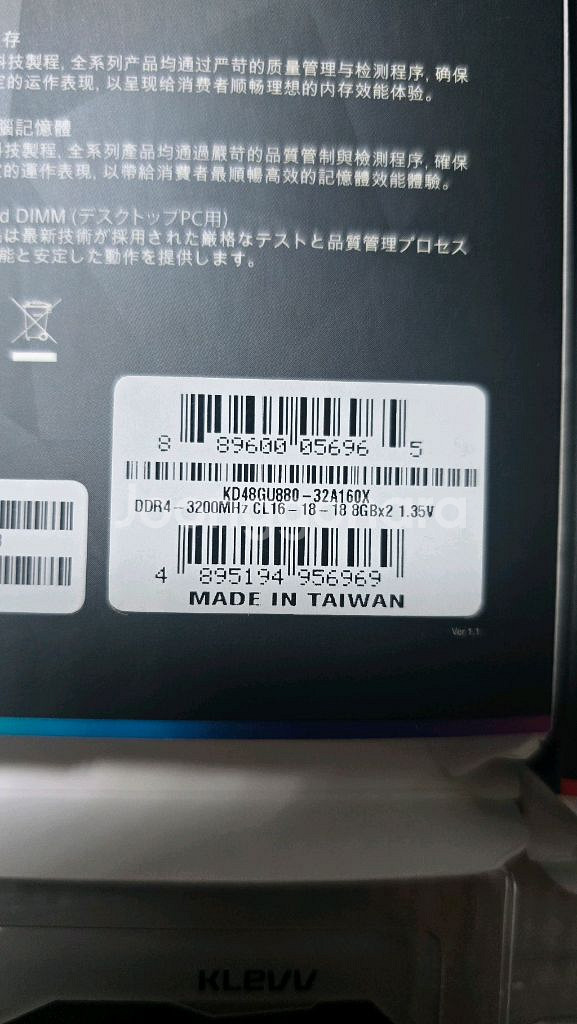 存
科技製程, 全系列产品均通过严苛的质量管理与检测程序, 确保
定的运作表现, 以呈现给消费者顺畅理想的内存效能体验。
腦記憶體
科技製程, 全系列產品均通過嚴苛的品質管制與檢測程序, 確保
的運作表現, 以帶給消費者最順暢高效的記憶體效能體驗。
d DIMM (デスクトップPC用)
は最新技術が採用された厳格なテストと品質管理プロセス
能と安定した動作を提供します。
8 89600 05696 5
KD48GU880-32A160X
DDR4-3200MHz CL16-18-18 8GBx2 1.35V
4 895194 956969
MADE IN TAIWAN
Ver 1.1
KLEVV